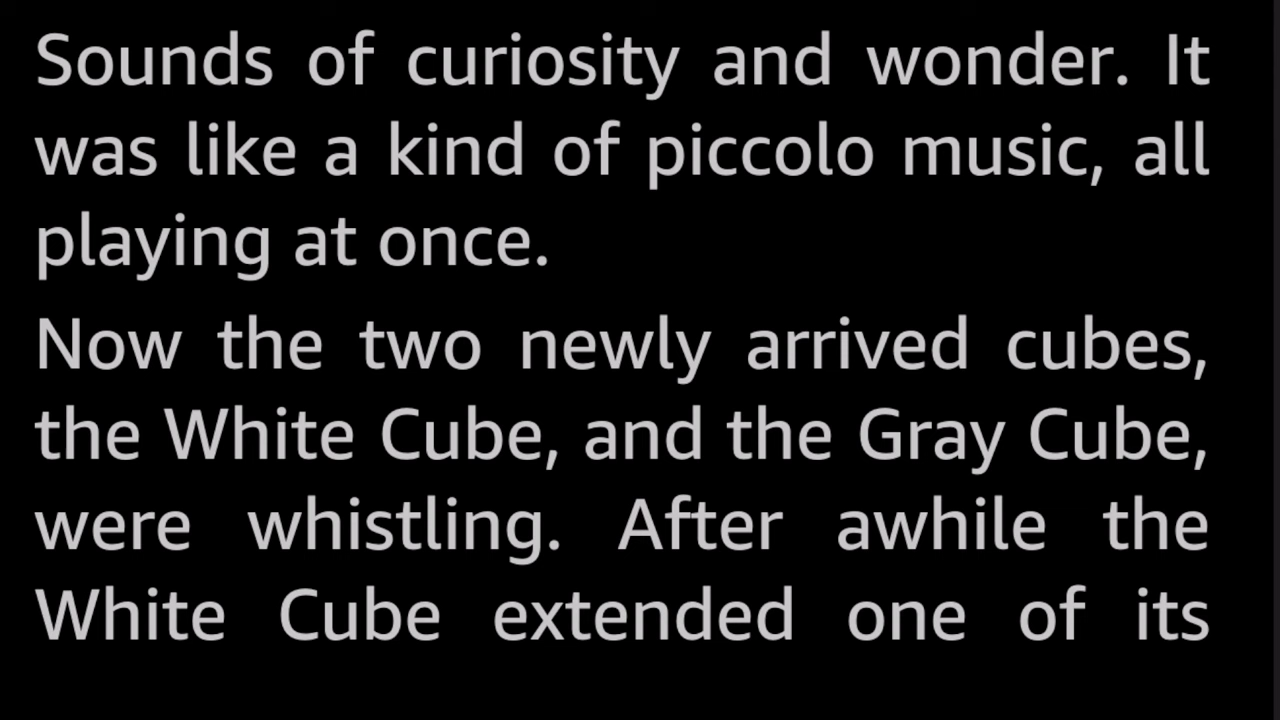 Sounds of curiosity and wonder. It
was like a kind of piccolo music, all
playing at once.
Now the two newly arrived cubes,
the White Cube, and the Gray Cube,
were whistling. After awhile the
White Cube extended one of its